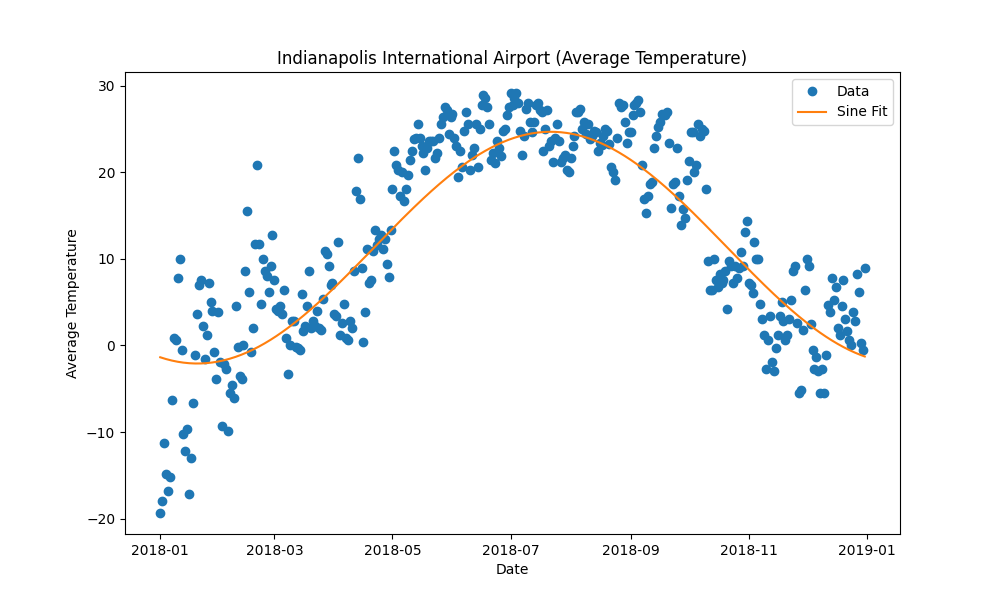 Indianapolis International Airport (Average Temperature)
Data
Sine Fit
30
20
10
0
−10
−20
Average Temperature
2018-01
2018-03
2018-05
2018-07
2018-09
2018-11
2019-01
Date